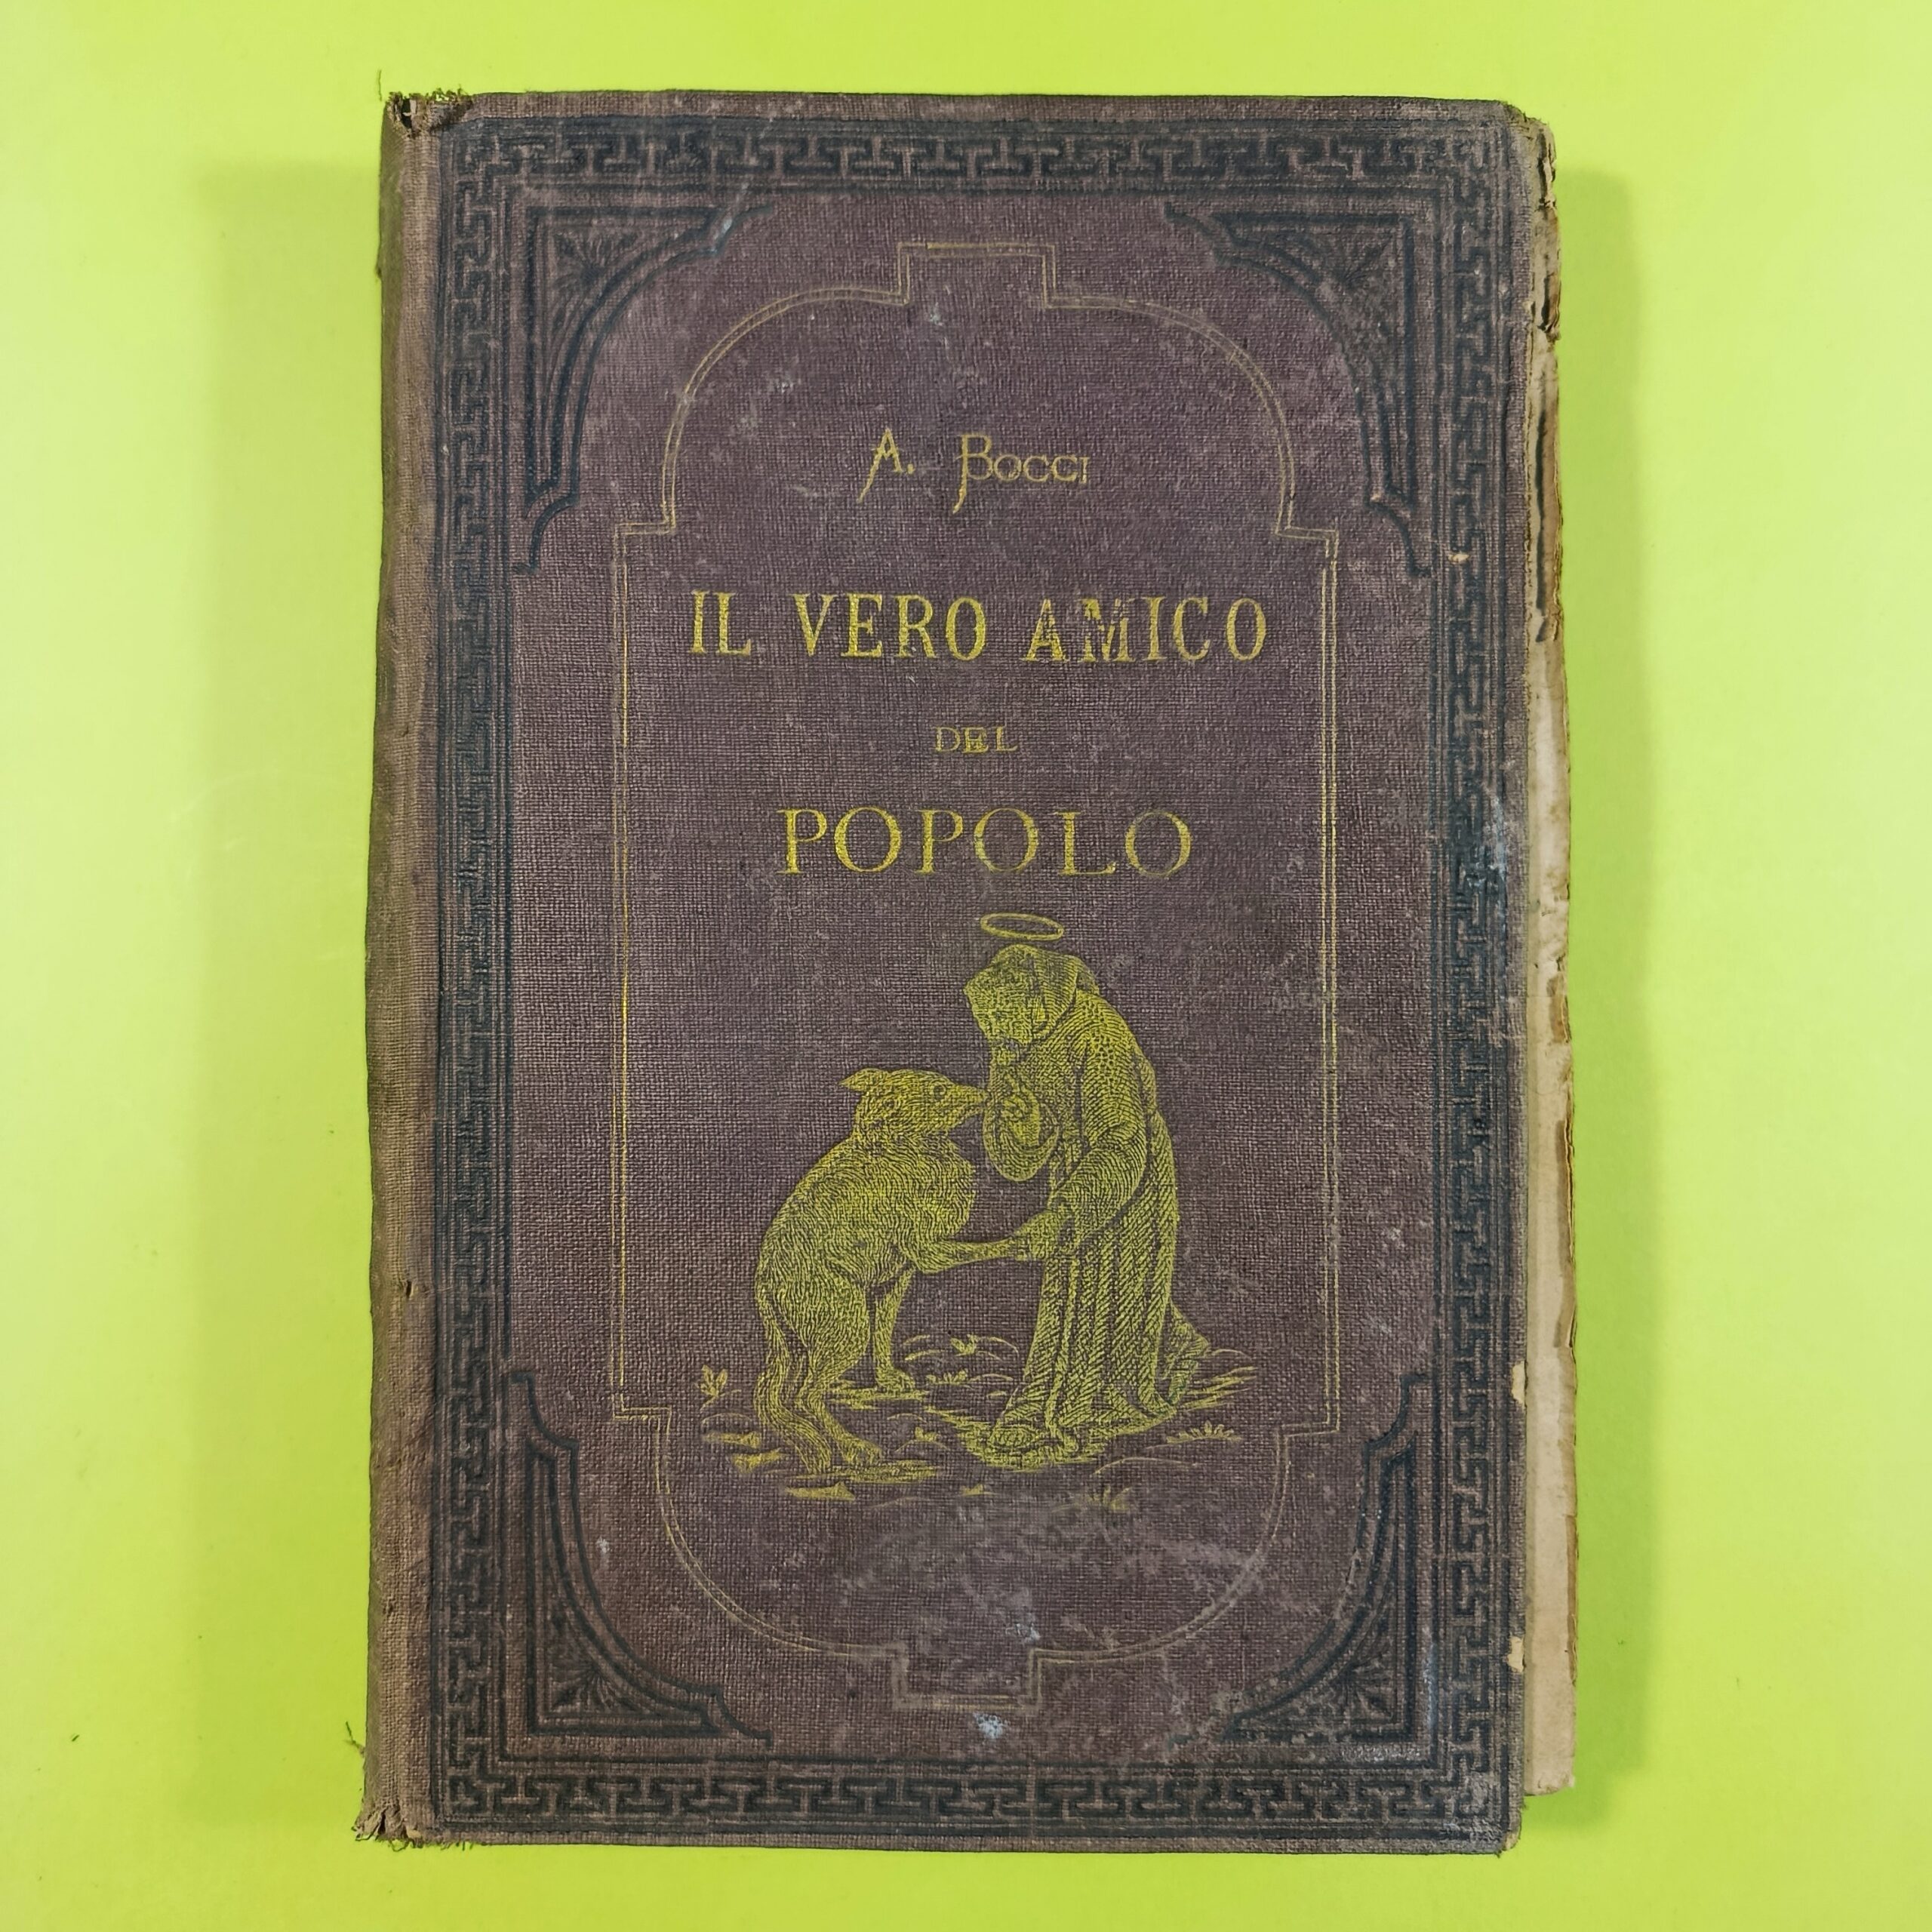 A. BOCCI
IL VERO AMICO
DEL
POPOLO